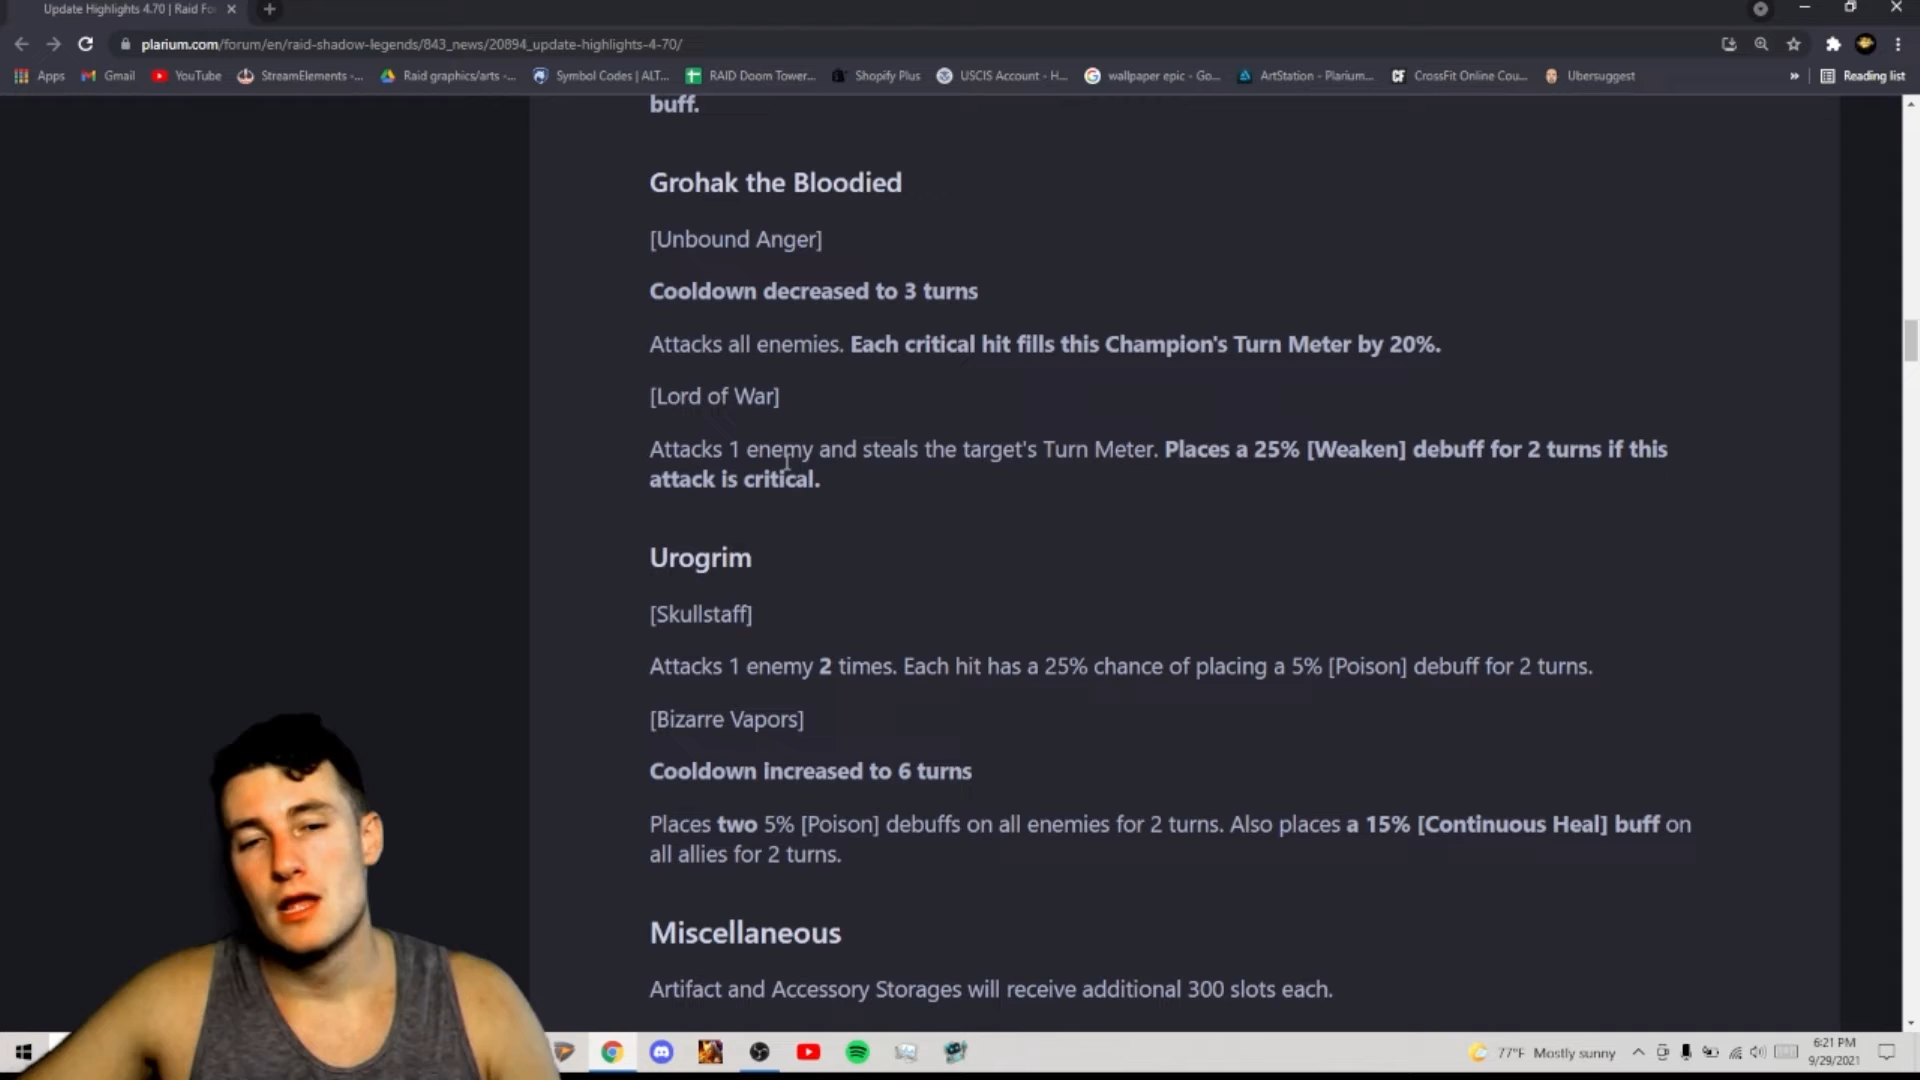 Update Highlights 4.70 | Raid Fo
plarium.com/forum/en/raid-shadow-legends/843_news/20894_update-highlights-4-70/
Apps Gmail YouTube StreamElements -... Raid graphics/arts -... Symbol Codes | ALT... RAID Doom Tower... Shopify Plus USCIS Account - H... wallpaper epic - Go... ArtStation - Plarium... CrossFit Online Cou... Ubersuggest » Reading list
buff.
Grohak the Bloodied
[Unbound Anger]
Cooldown decreased to 3 turns
Attacks all enemies. Each critical hit fills this Champion's Turn Meter by 20%.
[Lord of War]
Attacks 1 enemy and steals the target's Turn Meter. Places a 25% [Weaken] debuff for 2 turns if this
attack is critical.
Urogrim
[Skullstaff]
Attacks 1 enemy 2 times. Each hit has a 25% chance of placing a 5% [Poison] debuff for 2 turns.
[Bizarre Vapors]
Cooldown increased to 6 turns
Places two 5% [Poison] debuffs on all enemies for 2 turns. Also places a 15% [Continuous Heal] buff on
all allies for 2 turns.
Miscellaneous
Artifact and Accessory Storages will receive additional 300 slots each.
77°F Mostly sunny
6:21 PM
9/29/2021